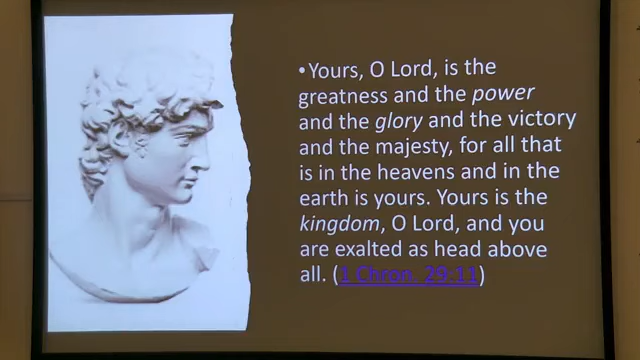 •Yours, O Lord, is the
greatness and the power
and the glory and the victory
and the majesty, for all that
is in the heavens and in the
earth is yours. Yours is the
kingdom, O Lord, and you
are exalted as head above
all. (1 Chron. 29:11)